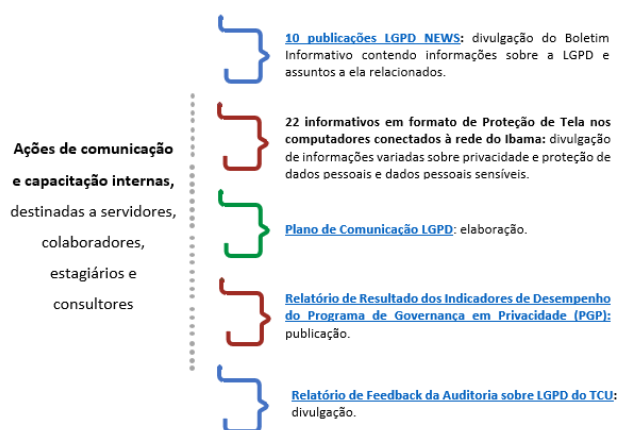 Ações de comunicação
e capacitação internas,
destinadas a servidores,
colaboradores,
estagiários e
consultores
10 publicações LGPD NEWS: divulgação do Boletim
Informativo contendo informações sobre a LGPD e
assuntos a ela relacionados.
22 informativos em formato de Proteção de Tela nos
computadores conectados à rede do Ibama: divulgação
de informações variadas sobre privacidade e proteção de
dados pessoais e dados pessoais sensíveis.
Plano de Comunicação LGPD: elaboração.
Relatório de Resultado dos Indicadores de Desempenho
do Programa de Governança em Privacidade (PGP):
publicação.
Relatório de Feedback da Auditoria sobre LGPD do TCU:
divulgação.